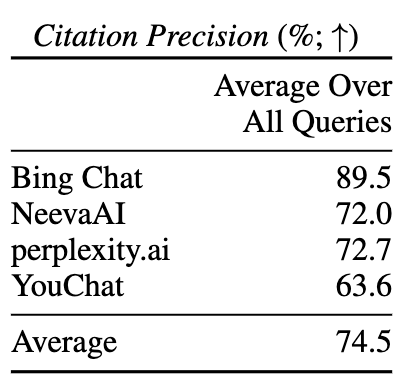 Citation Precision (%; ↑)
Average Over
All Queries
Bing Chat 89.5
NeevaAI 72.0
perplexity.ai 72.7
YouChat 63.6
Average 74.5